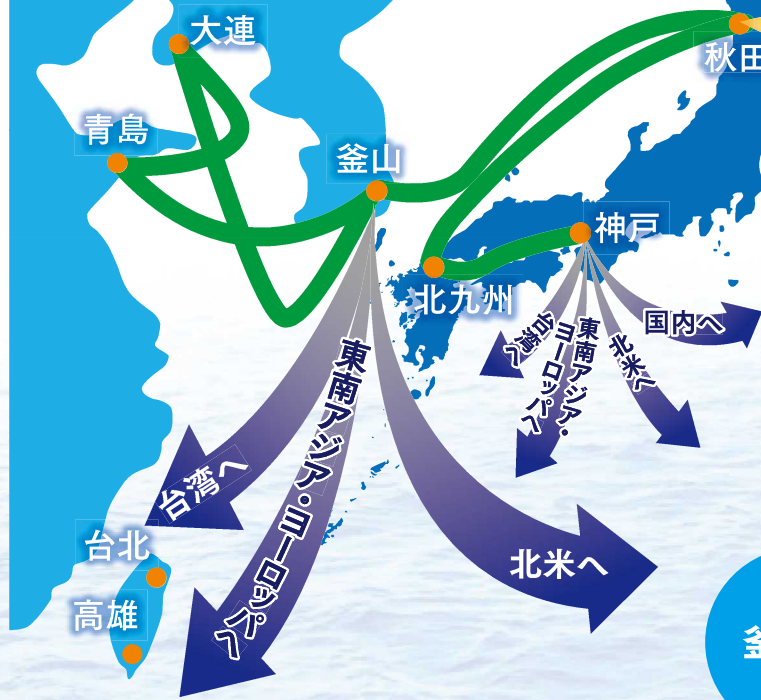 大連
秋田
青島
釜山
神戸
北九州
国内へ
台湾へ
東南アジア・
ヨーロッパへ
北米へ
東南アジア・ヨーロッパへ
台湾へ
北米へ
台北
高雄